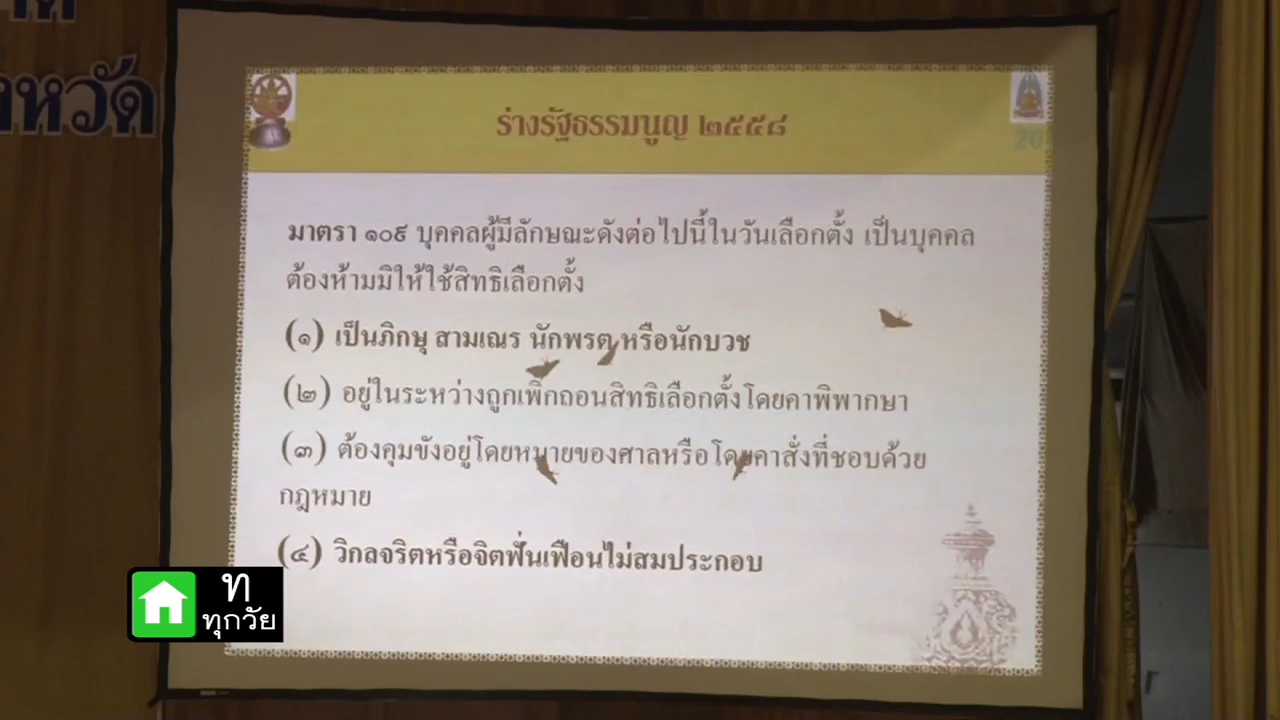 งหวัด
ร่างรัฐธรรมนูญ ๒๕๕๘
20
มาตรา ๑๐๙ บุคคลผู้มีลักษณะดังต่อไปนี้ในวันเลือกตั้ง เป็นบุคคล
ต้องห้ามมิให้ใช้สิทธิเลือกตั้ง
(๑) เป็นภิกษุ สามเณร นักพรต หรือนักบวช
(๒) อยู่ในระหว่างถูกเพิกถอนสิทธิเลือกตั้งโดยคาพิพากษา
(๓) ต้องคุมขังอยู่โดยหมายของศาลหรือโดยคาสั่งที่ชอบด้วย
กฎหมาย
(๔) วิกลจริตหรือจิตฟั่นเฟือนไม่สมประกอบ
ท
ทุกวัย